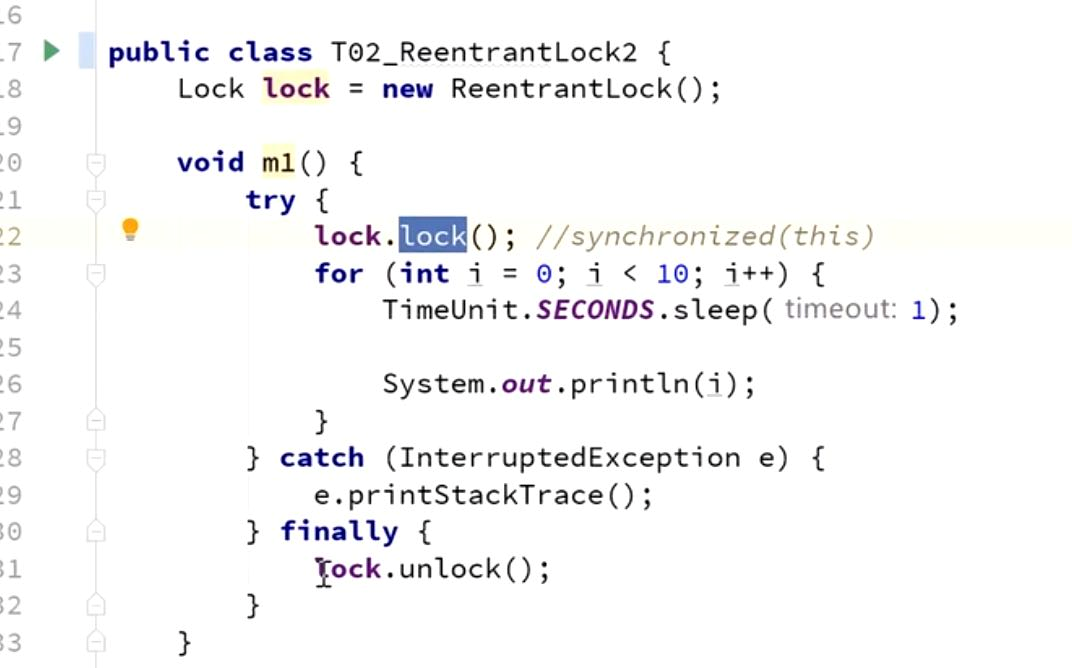 16
17 public class T02_ReentrantLock2 {
18 Lock lock = new ReentrantLock();
19
20 void m1() {
21 try {
22 lock.lock(); //synchronized(this)
23 for (int i = 0; i < 10; i++) {
24 TimeUnit.SECONDS.sleep( timeout: 1);
25
26 System.out.println(i);
27 }
28 } catch (InterruptedException e) {
29 e.printStackTrace();
30 } finally {
31 lock.unlock();
32 }
33 }